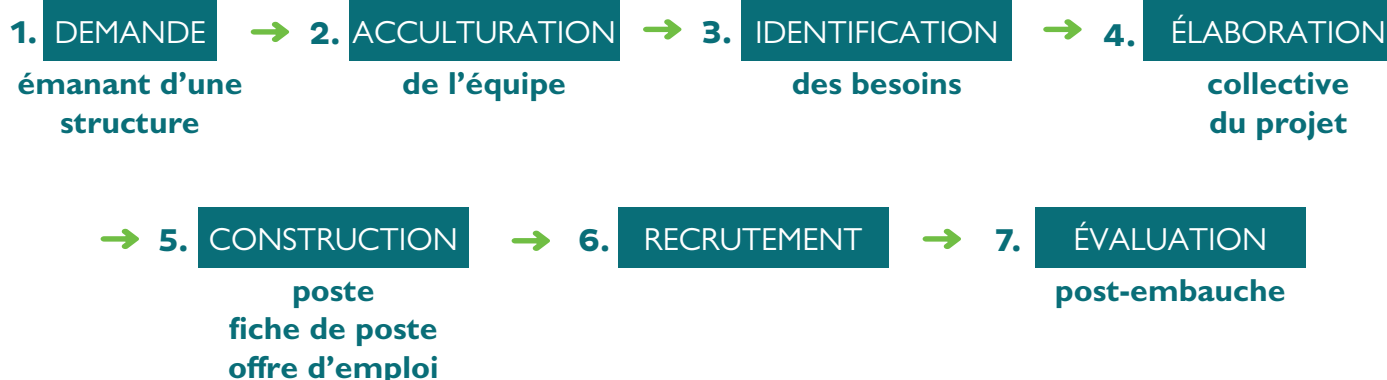 1. DEMANDE → 2. ACCULTURATION → 3. IDENTIFICATION → 4. ÉLABORATION
émanant d’une structure
de l’équipe
des besoins
collective du projet
→ 5. CONSTRUCTION → 6. RECRUTEMENT → 7. ÉVALUATION
poste
fiche de poste
offre d’emploi
post-embauche